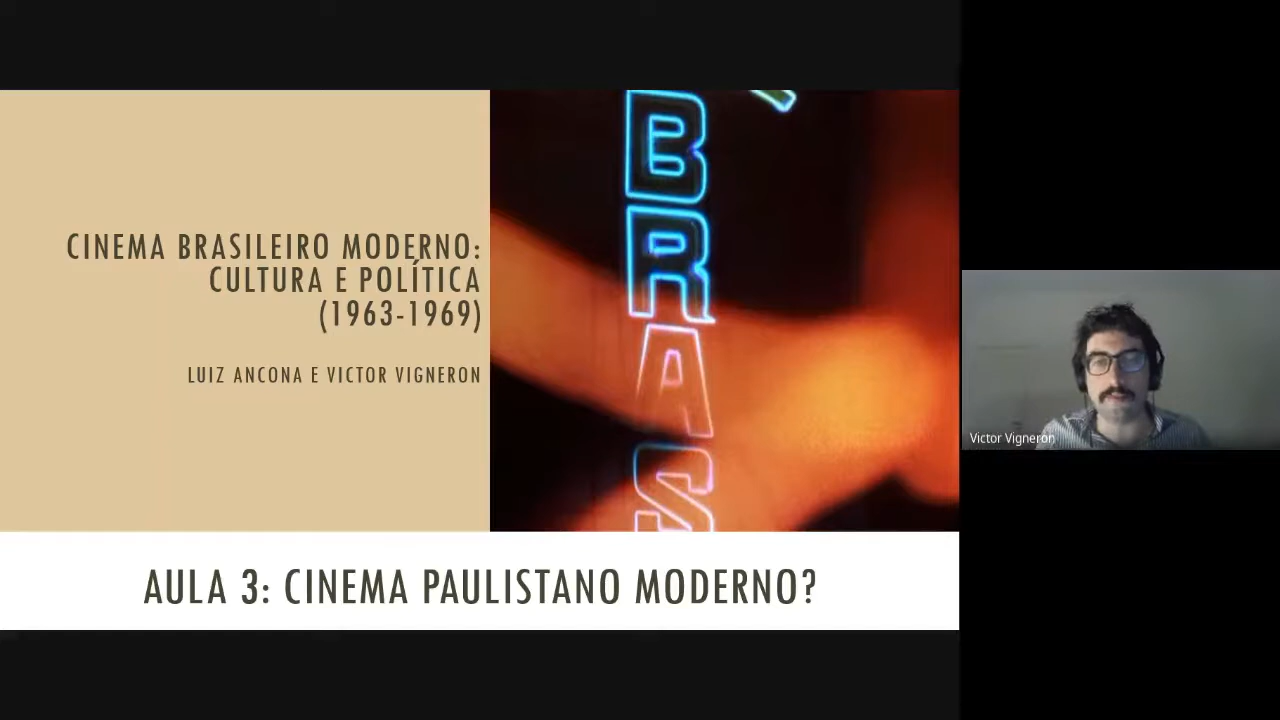 CINEMA BRASILEIRO MODERNO:
CULTURA E POLÍTICA
(1963-1969)
LUIZ ANCONA E VICTOR VIGNERON
BRAS
AULA 3: CINEMA PAULISTANO MODERNO?
Victor Vigneron